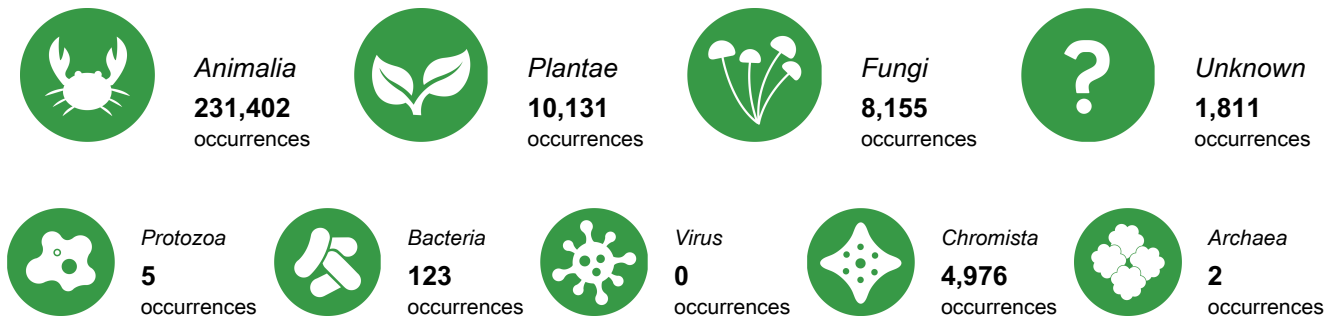 Animalia
231,402
occurrences
Plantae
10,131
occurrences
Fungi
8,155
occurrences
?
Unknown
1,811
occurrences
Protozoa
5
occurrences
Bacteria
123
occurrences
Virus
0
occurrences
Chromista
4,976
occurrences
Archaea
2
occurrences